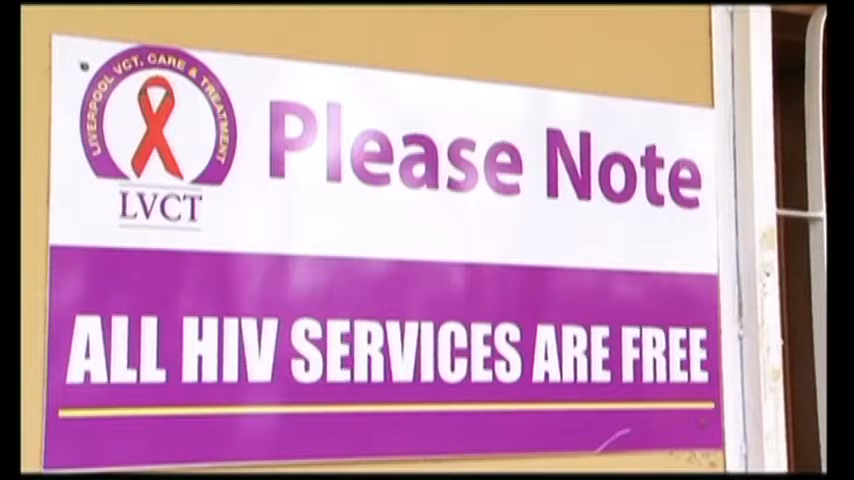 LIVERPOOL VCT, CARE & TREATMENT
LVCT
Please Note
ALL HIV SERVICES ARE FREE